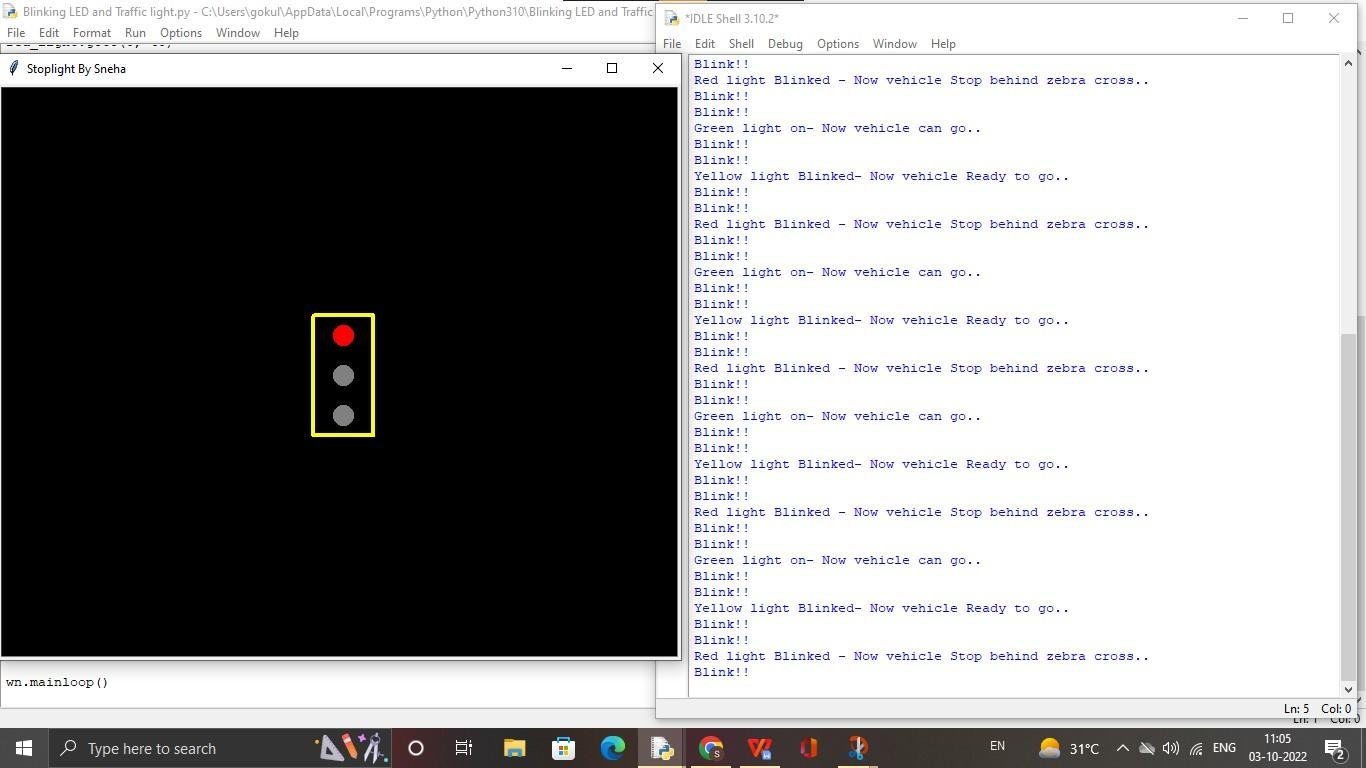 Blinking LED and Traffic light.py - C:\Users\gokul\AppData\Local\Programs\Python\Python310\Blinking LED and Traffic
File Edit Format Run Options Window Help
Stoplight By Sneha
wn.mainloop()
*IDLE Shell 3.10.2*
File Edit Shell Debug Options Window Help
Blink!!
Red light Blinked - Now vehicle Stop behind zebra cross..
Blink!!
Blink!!
Green light on- Now vehicle can go..
Blink!!
Blink!!
Yellow light Blinked- Now vehicle Ready to go..
Blink!!
Blink!!
Red light Blinked - Now vehicle Stop behind zebra cross..
Blink!!
Blink!!
Green light on- Now vehicle can go..
Blink!!
Blink!!
Yellow light Blinked- Now vehicle Ready to go..
Blink!!
Blink!!
Red light Blinked - Now vehicle Stop behind zebra cross..
Blink!!
Blink!!
Green light on- Now vehicle can go..
Blink!!
Blink!!
Yellow light Blinked- Now vehicle Ready to go..
Blink!!
Blink!!
Red light Blinked - Now vehicle Stop behind zebra cross..
Blink!!
Blink!!
Green light on- Now vehicle can go..
Blink!!
Blink!!
Yellow light Blinked- Now vehicle Ready to go..
Blink!!
Blink!!
Red light Blinked - Now vehicle Stop behind zebra cross..
Blink!!
Ln: 5 Col: 0
Type here to search
EN
31°C
ENG
11:05
03-10-2022
2